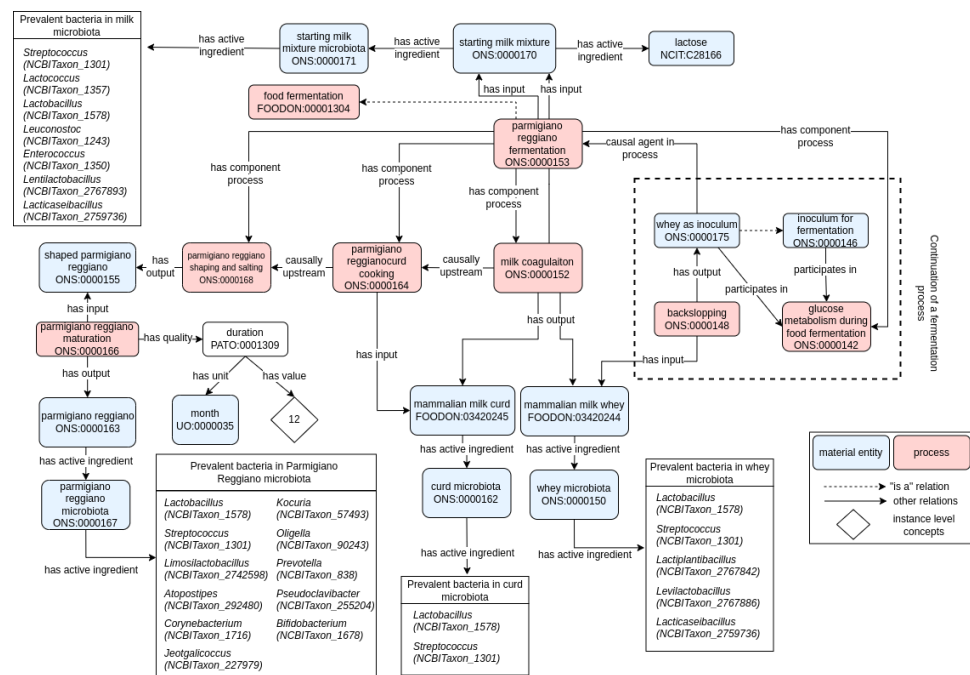 Prevalent bacteria in milk
microbiota
Streptococcus
(NCBITaxon_1301)
Lactococcus
(NCBITaxon_1357)
Lactobacillus
(NCBITaxon_1578)
Leuconostoc
(NCBITaxon_1243)
Enterococcus
(NCBITaxon_1350)
Lentilactobacillus
(NCBITaxon_2767893)
Lacticaseibacillus
(NCBITaxon_2759736)
has active
ingredient
starting milk
mixture microbiota
ONS:0000171
has active
ingredient
starting milk mixture
ONS:0000170
has active
ingredient
lactose
NCIT:C28166
has input
has input
food fermentation
FOODON:00001304
parmigiano
reggiano
fermentation
ONS:0000153
causal agent in
process
has component
process
has component
process
has component
process
has component
process
whey as inoculum
ONS:0000175
inoculum for
fermentation
ONS:0000146
has output
participates in
participates in
backslopping
ONS:0000148
glucose
metabolism during
food fermentation
ONS:0000142
has input
Continuation of a fermentation
process
shaped parmigiano
reggiano
ONS:0000155
has
output
parmigiano reggiano
shaping and salting
ONS:0000168
causally
upstream
parmigiano
reggianocurd
cooking
ONS:0000164
causally
upstream
milk coagulaiton
ONS:0000152
has input
parmigiano reggiano
maturation
ONS:0000166
has quality
duration
PATO:0001309
has unit
has value
month
UO:0000035
12
has output
parmigiano reggiano
ONS:0000163
has active ingredient
parmigiano
reggiano
microbiota
ONS:0000167
has active ingredient
has input
has output
mammalian milk curd
FOODON:03420245
mammalian milk whey
FOODON:03420244
has active ingredient
has active ingredient
curd microbiota
ONS:0000162
whey microbiota
ONS:0000150
has active ingredient
has active ingredient
Prevalent bacteria in Parmigiano
Reggiano microbiota
Lactobacillus
(NCBITaxon_1578)
Streptococcus
(NCBITaxon_1301)
Limosilactobacillus
(NCBITaxon_2742598)
Atopostipes
(NCBITaxon_292480)
Corynebacterium
(NCBITaxon_1716)
Jeotgalicoccus
(NCBITaxon_227979)
Kocuria
(NCBITaxon_57493)
Oligella
(NCBITaxon_90243)
Prevotella
(NCBITaxon_838)
Pseudoclavibacter
(NCBITaxon_255204)
Bifidobacterium
(NCBITaxon_1678)
Prevalent bacteria in curd
microbiota
Lactobacillus
(NCBITaxon_1578)
Streptococcus
(NCBITaxon_1301)
Prevalent bacteria in whey
microbiota
Lactobacillus
(NCBITaxon_1578)
Streptococcus
(NCBITaxon_1301)
Lactiplantibacillus
(NCBITaxon_2767842)
Levilactobacillus
(NCBITaxon_2767886)
Lacticaseibacillus
(NCBITaxon_2759736)
material entity
process
"is a" relation
other relations
instance level
concepts